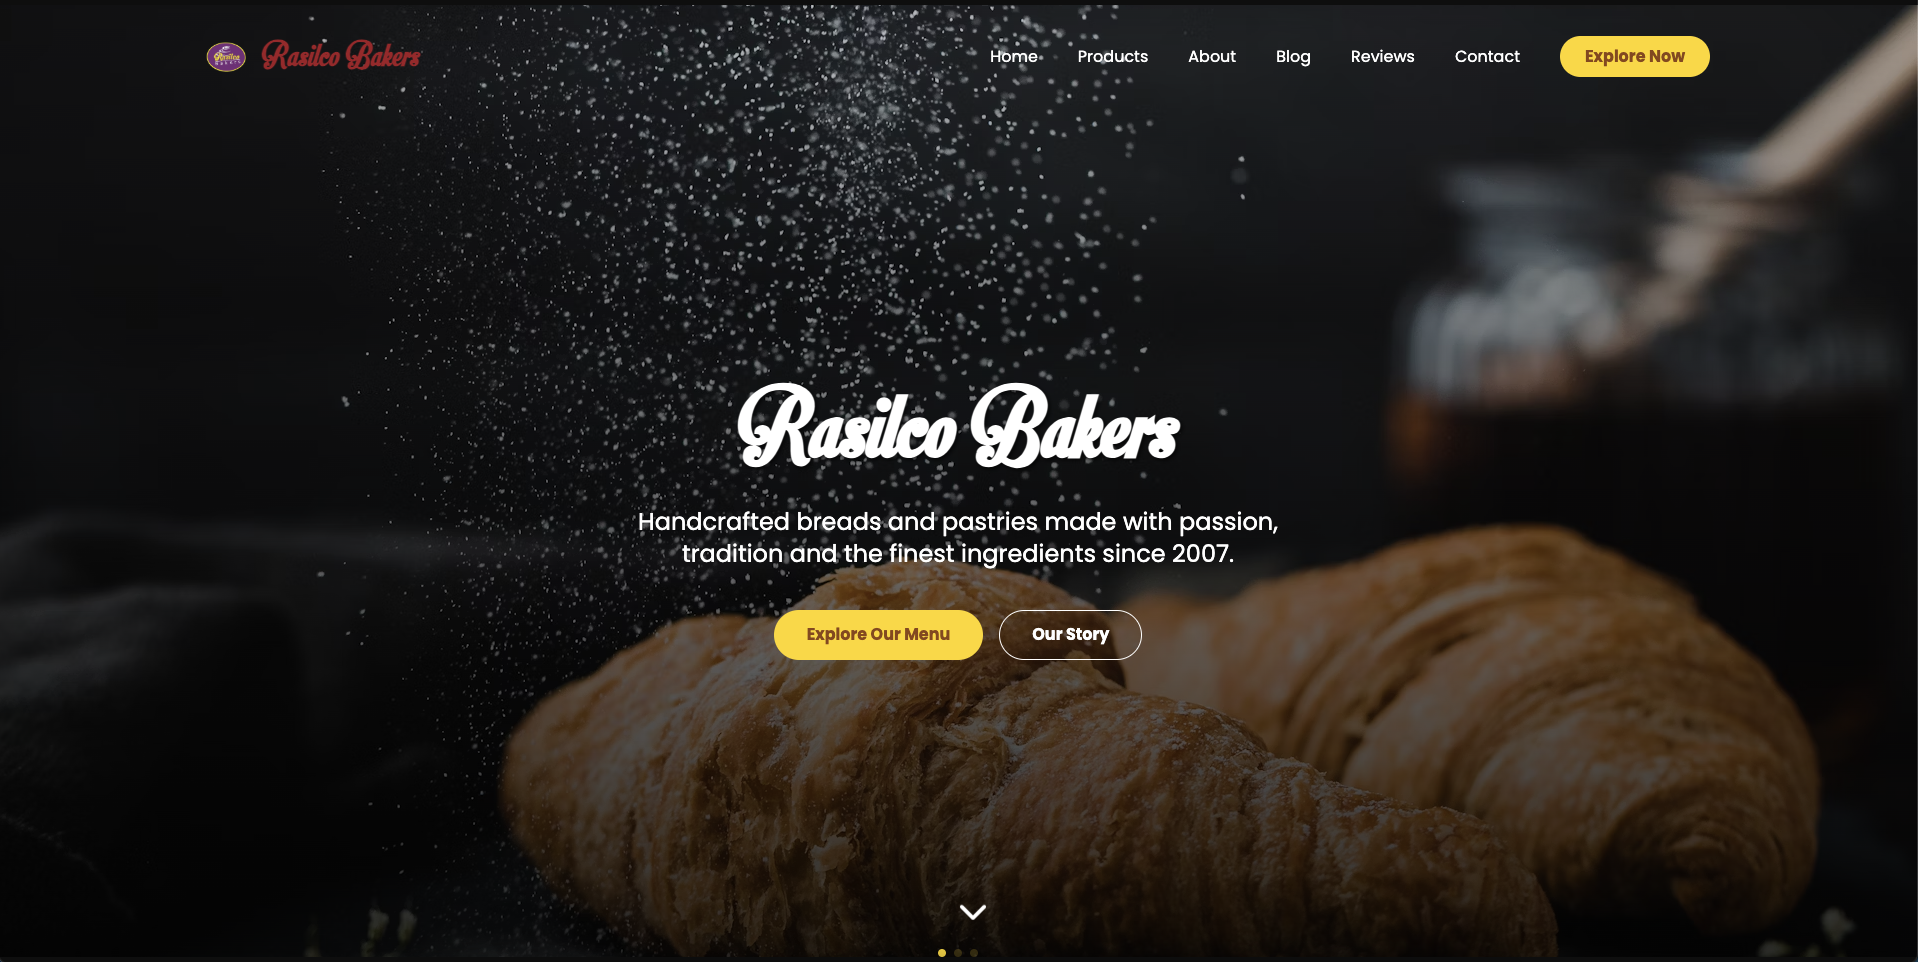 Rasilco Bakers
Home
Products
About
Blog
Reviews
Contact
Explore Now
Rasilco Bakers
Handcrafted breads and pastries made with passion,
tradition and the finest ingredients since 2007.
Explore Our Menu
Our Story